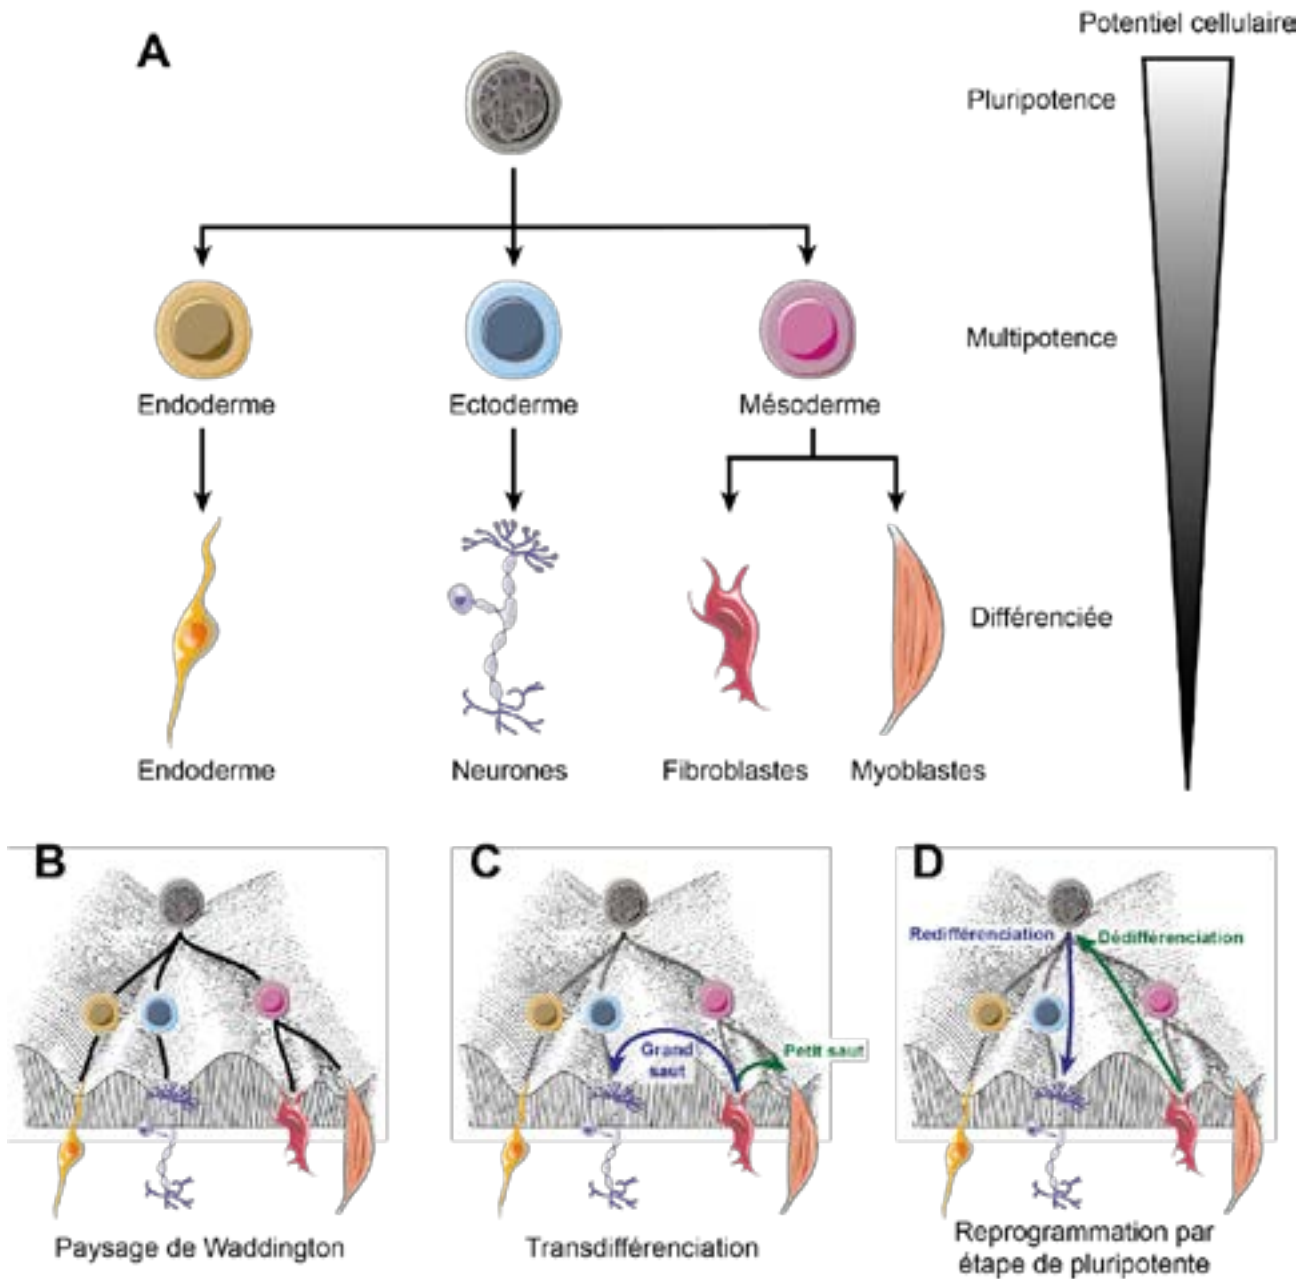 A
Potentiel cellulaire
Pluripotence
Multipotence
Endoderme
Ectoderme
Mésoderme
Différenciée
Endoderme
Neurones
Fibroblastes
Myoblastes
B
Paysage de Waddington
C
Grand
saut
Petit saut
Transdifférenciation
D
Redifférenciation
Dédifférenciation
Reprogrammation par
étape de pluripotente